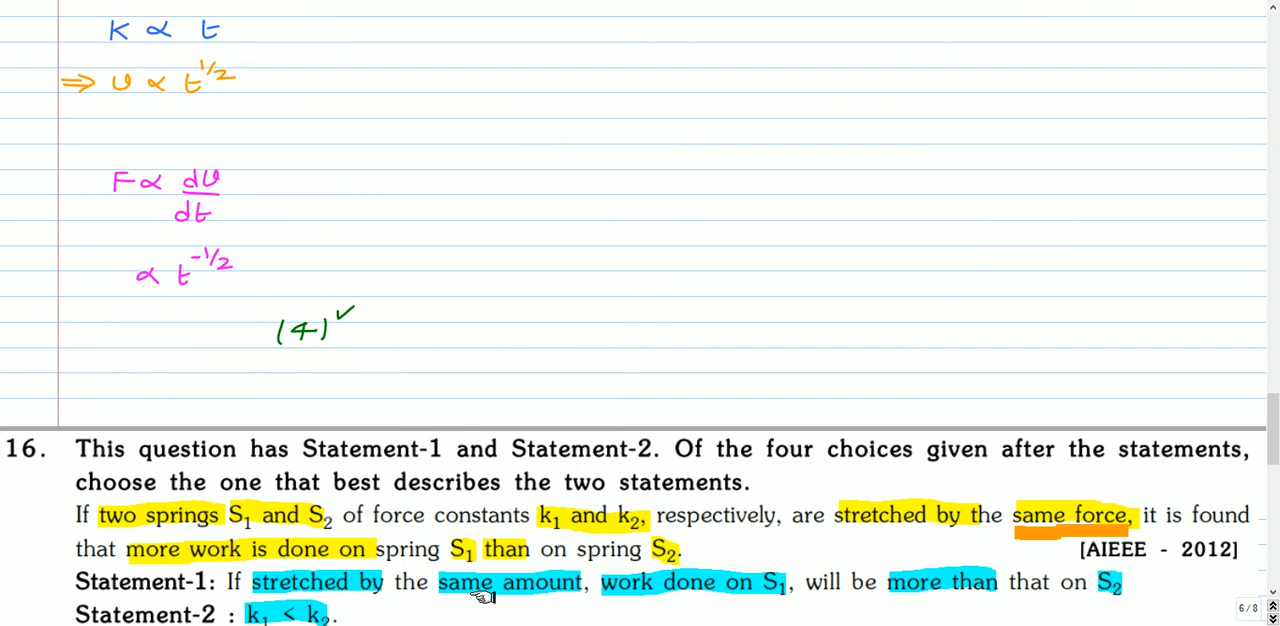 K ∝ t
⇒ υ ∝ t^1/2
F ∝ dυ/dt
∝ t^-1/2
(4) ✓
16. This question has Statement-1 and Statement-2. Of the four choices given after the statements,
choose the one that best describes the two statements.
If two springs S₁ and S₂ of force constants k₁ and k₂, respectively, are stretched by the same force, it is found
that more work is done on spring S₁ than on spring S₂. [AIEEE - 2012]
Statement-1: If stretched by the same amount, work done on S₁, will be more than that on S₂
Statement-2 : k₁ < k₂.
6 / 8